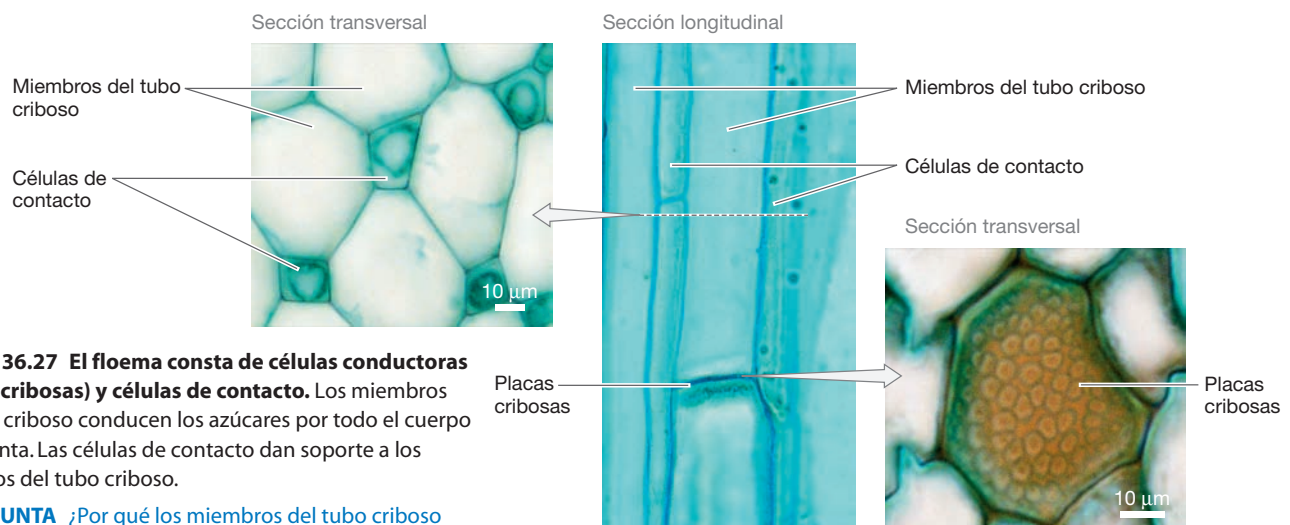 Sección transversal
Sección longitudinal
Miembros del tubo
criboso
Células de
contacto
10 µm
Miembros del tubo criboso
Células de contacto
Sección transversal
Placas
cribosas
Placas
cribosas
10 µm
36.27 El floema consta de células conductoras
cribosas) y células de contacto. Los miembros
criboso conducen los azúcares por todo el cuerpo
nta. Las células de contacto dan soporte a los
os del tubo criboso.
UNTA ¿Por qué los miembros del tubo criboso